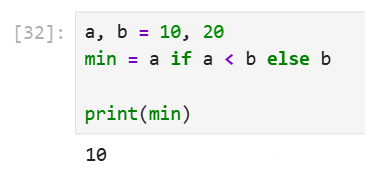 [32]: a, b = 10, 20
min = a if a < b else b
print(min)
10